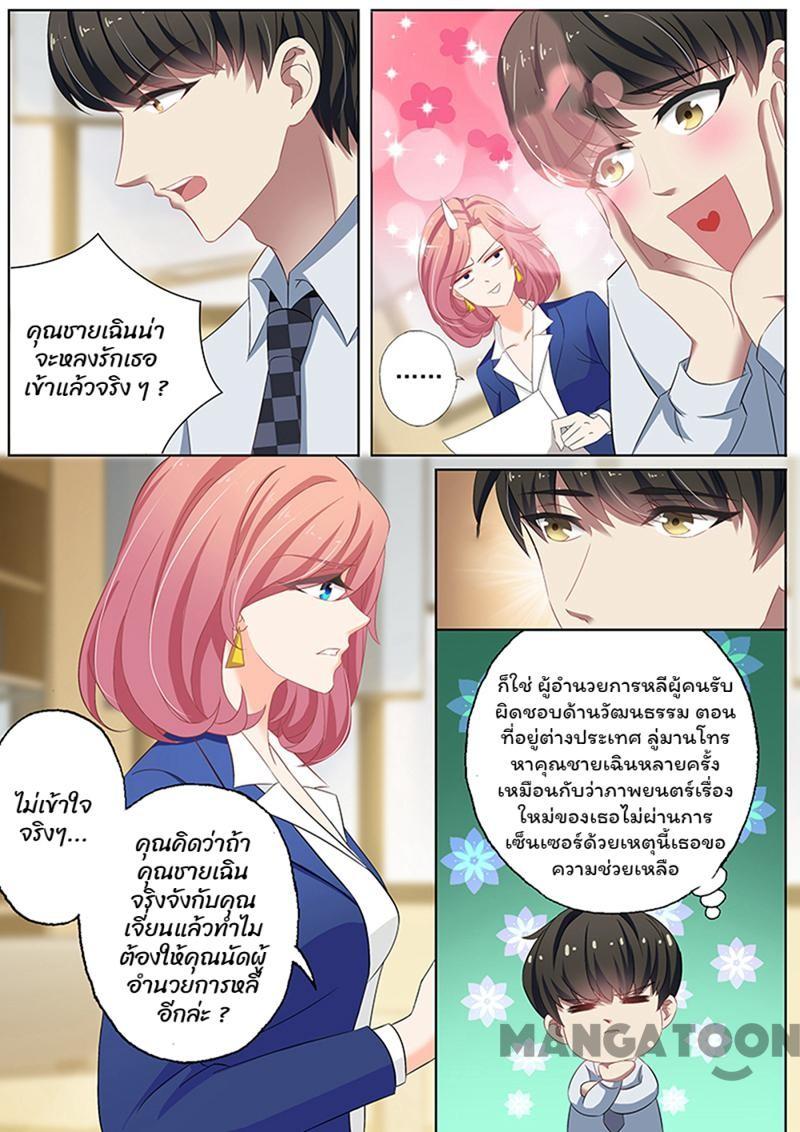 คุณชายเฉินน่า
จะหลงรักเธอ
เข้าแล้วจริง ๆ ?
......
ไม่เข้าใจ
จริงๆ...
คุณคิดว่าถ้า
คุณชายเฉิน
จริงจังกับคุณ
เจี่ยนแล้วทำไม
ต้องให้คุณนัดผู้
อำนวยการหลี่
อีกล่ะ ?
ก็ใช่ ผู้อำนวยการหลีผู้คนรับ
ผิดชอบด้านวัฒนธรรม ตอน
ที่อยู่ต่างประเทศ ลู่มานโทร
หาคุณชายเฉินหลายครั้ง
เหมือนกับว่าภาพยนตร์เรื่อง
ใหม่ของเธอไม่ผ่านการ
เซ็นเซอร์ด้วยเหตุนี้เธอขอ
ความช่วยเหลือ
MANGATOON